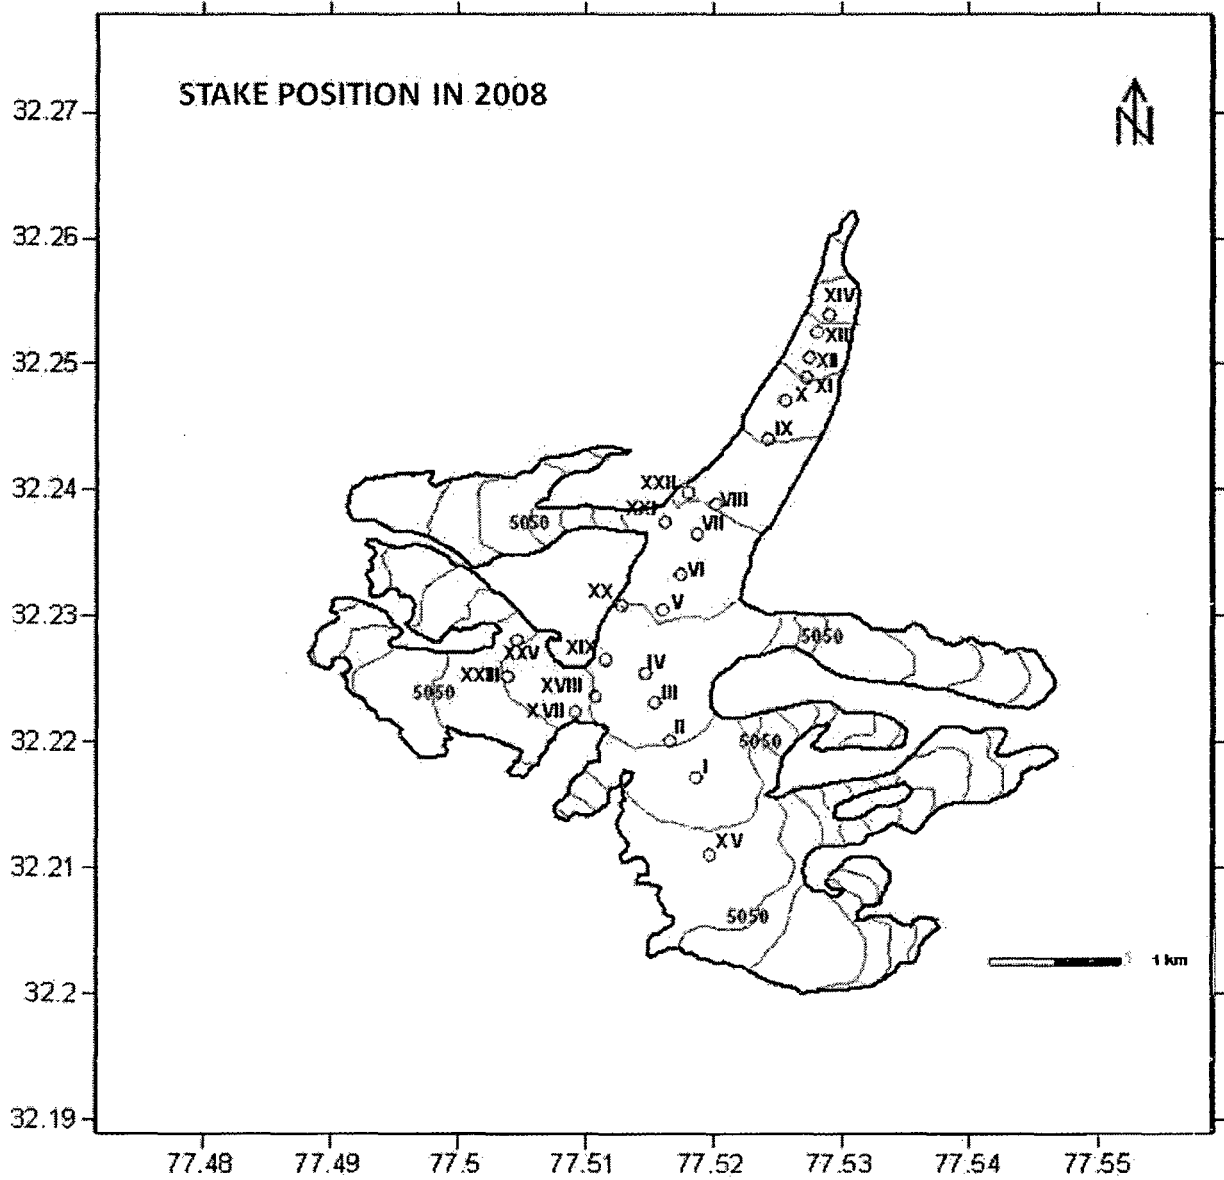 STAKE POSITION IN 2008
N
32.27
32.26
XIV
XIII
32.25
XII
XI
X
IX
32.24
XXII
VIII
XXI
5050
VII
VI
32.23
XX
V
5050
XIX
XXV
IV
XXIII
XVIII
5050
III
XVII
32.22
II
5050
I
32.21
XV
5050
1 km
32.2
32.19
77.48
77.49
77.5
77.51
77.52
77.53
77.54
77.55